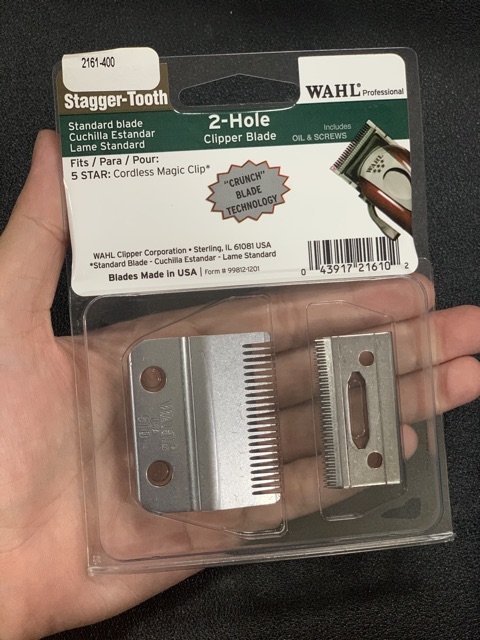 2161-400
Stagger-Tooth
WAHL® Professional
Standard blade
Cuchilla Estandar
Lame Standard
2-Hole
Clipper Blade
Includes
OIL & SCREWS
Fits / Para / Pour:
5 STAR: Cordless Magic Clip*
"CRUNCH"
BLADE
TECHNOLOGY
WAHL
WAHL Clipper Corporation • Sterling, IL 61081 USA
*Standard Blade - Cuchilla Estandar - Lame Standard
Blades Made in USA | Form # 99812-1201
0 43917 21610 2